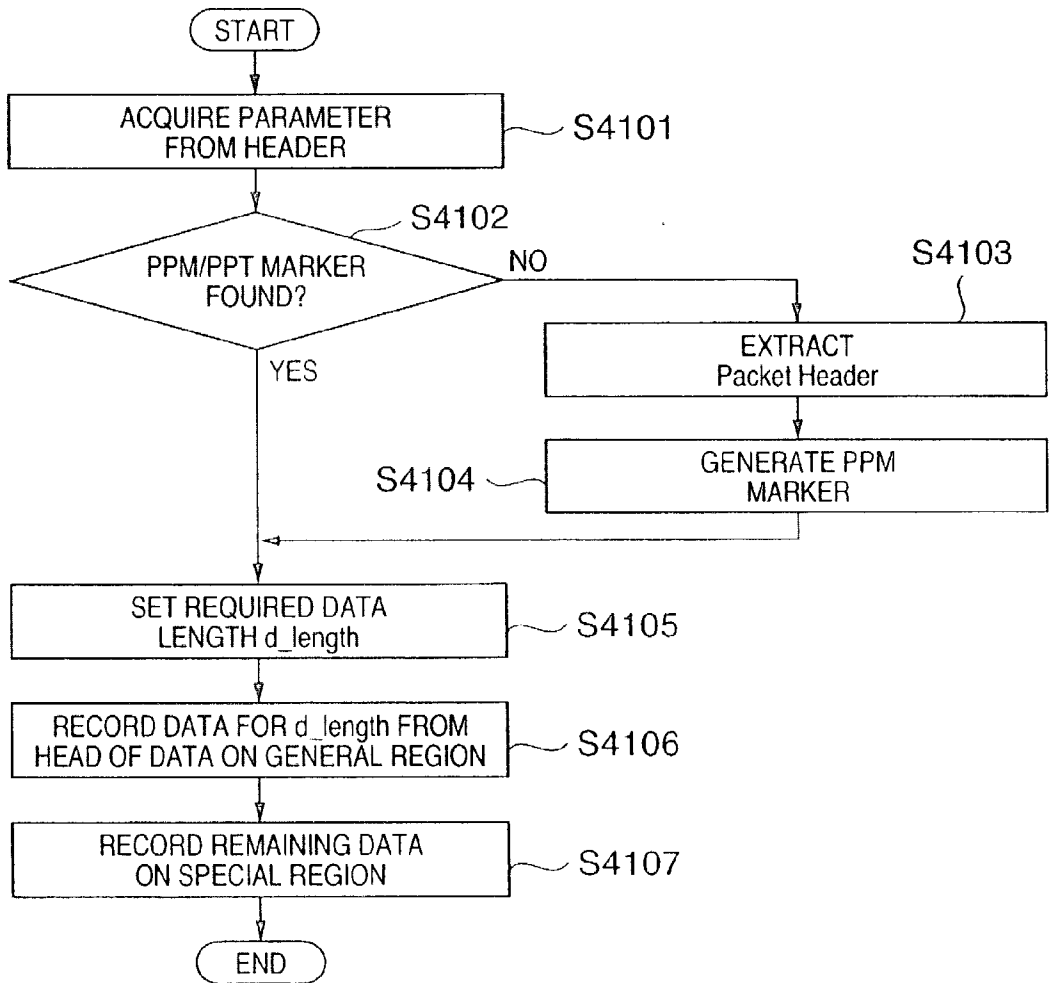 START
ACQUIRE PARAMETER
FROM HEADER
S4101
S4102
PPM/PPT MARKER
FOUND?
NO
YES
S4103
EXTRACT
Packet Header
S4104
GENERATE PPM
MARKER
SET REQUIRED DATA
LENGTH d_length
S4105
RECORD DATA FOR d_length FROM
HEAD OF DATA ON GENERAL REGION
S4106
RECORD REMAINING DATA
ON SPECIAL REGION
S4107
END